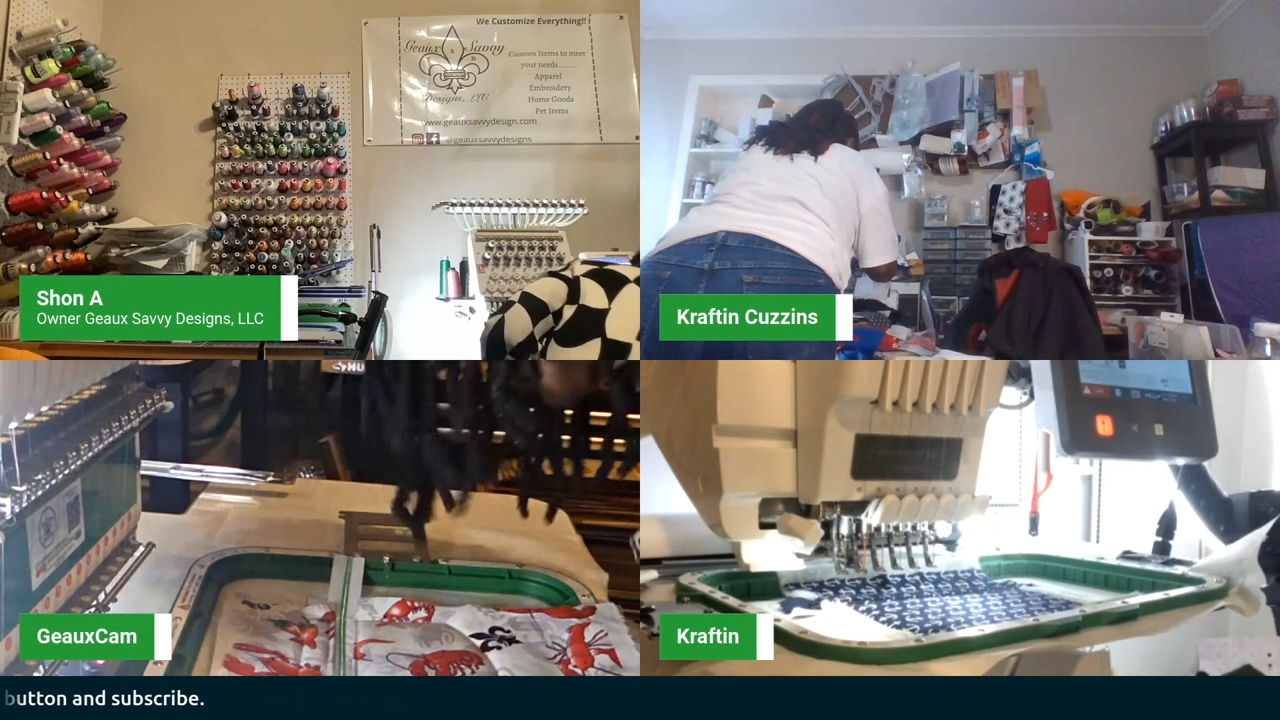 We Customize Everything!!
Geaux Savvy
Designs, LLC
Custom Items to meet
your needs........
Apparel
Embroidery
Home Goods
Pet Items
www.geauxsavvydesign.com
@geauxsavvydesigns
Shon A
Owner Geaux Savvy Designs, LLC
Kraftin Cuzzins
GeauxCam
Kraftin
button and subscribe.